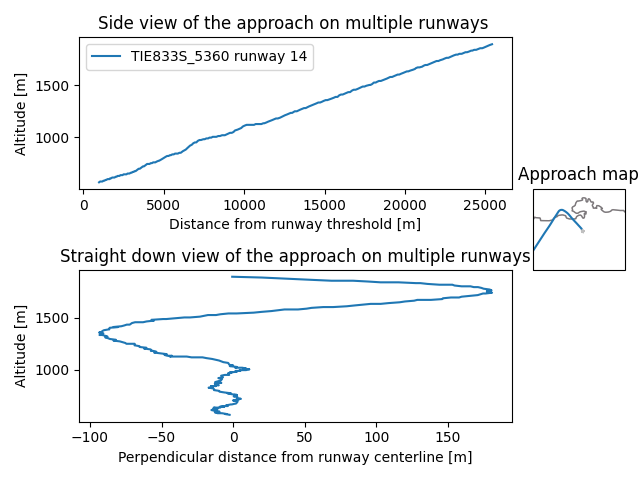 Side view of the approach on multiple runways
TIE833S_5360 runway 14
Altitude [m]
1500
1000
0
5000
10000
15000
20000
25000
Distance from runway threshold [m]
Approach map
Straight down view of the approach on multiple runways
Altitude [m]
1500
1000
−100
−50
0
50
100
150
Perpendicular distance from runway centerline [m]